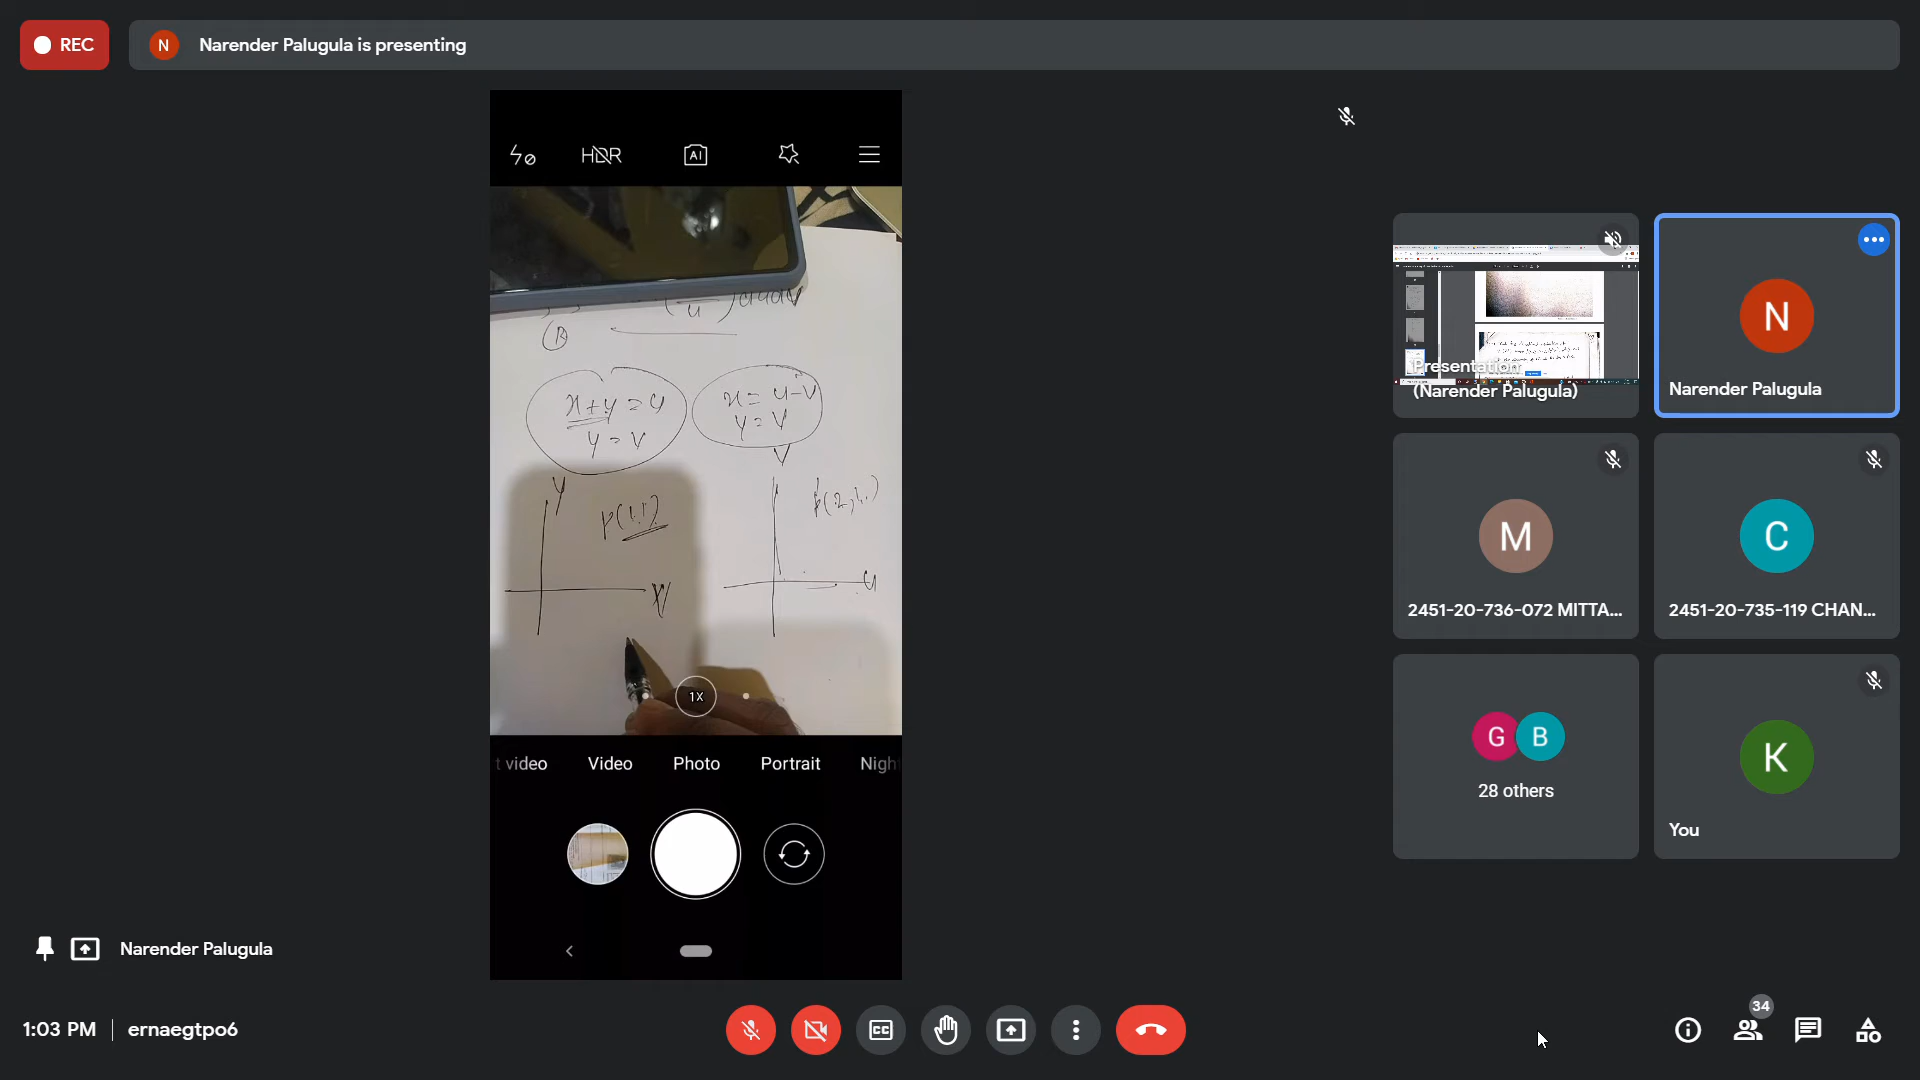 REC
N
Narender Palugula is presenting
HDR
AI
B
x+y = u
y = v
x = u-v
y = v
Y
V
p(1,1)
X
u
1X
t video
Video
Photo
Portrait
Nigh
Presentation
(Narender Palugula)
N
Narender Palugula
M
2451-20-736-072 MITTA...
C
2451-20-735-119 CHAN...
G
B
28 others
K
You
Narender Palugula
1:03 PM
ernaegtpo6
CC
34